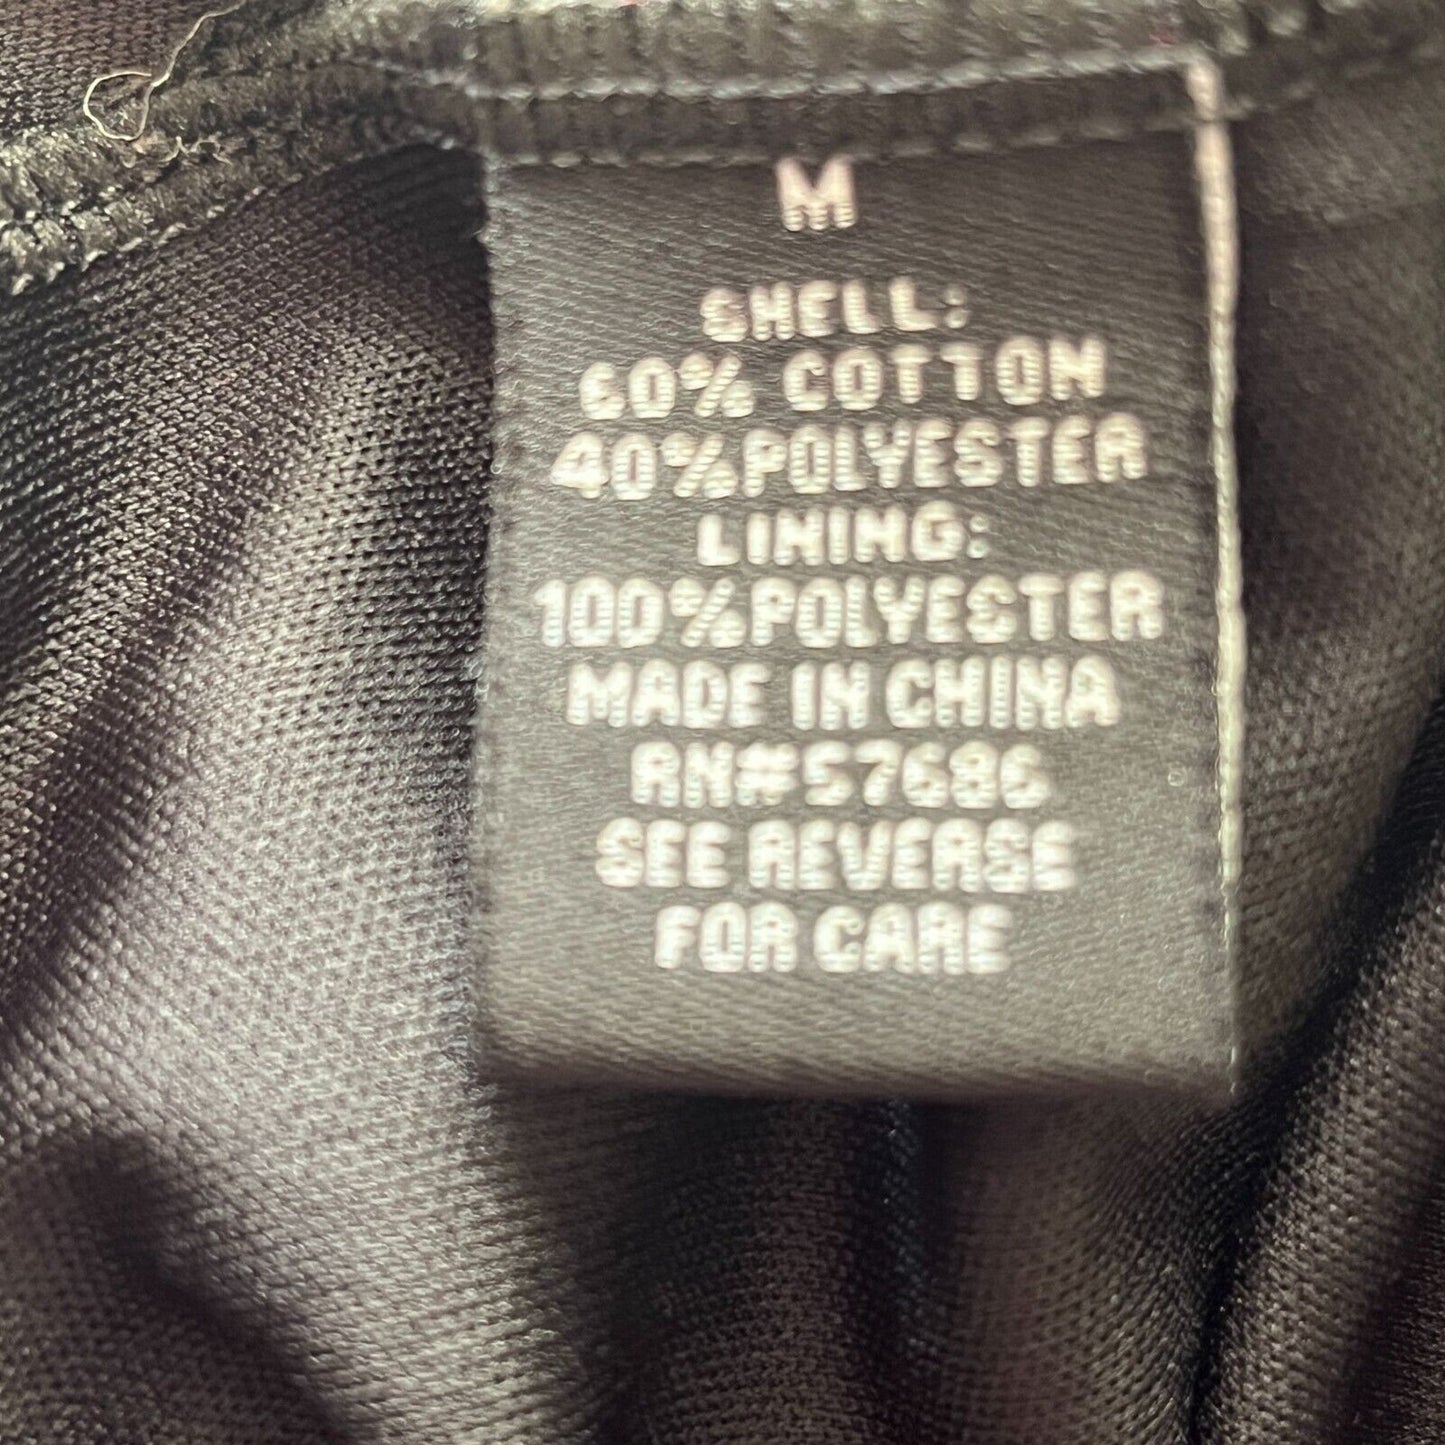 M
SHELL:
60% COTTON
40% POLYESTER
LINING:
100% POLYESTER
MADE IN CHINA
RN#57686
SEE REVERSE
FOR CARE